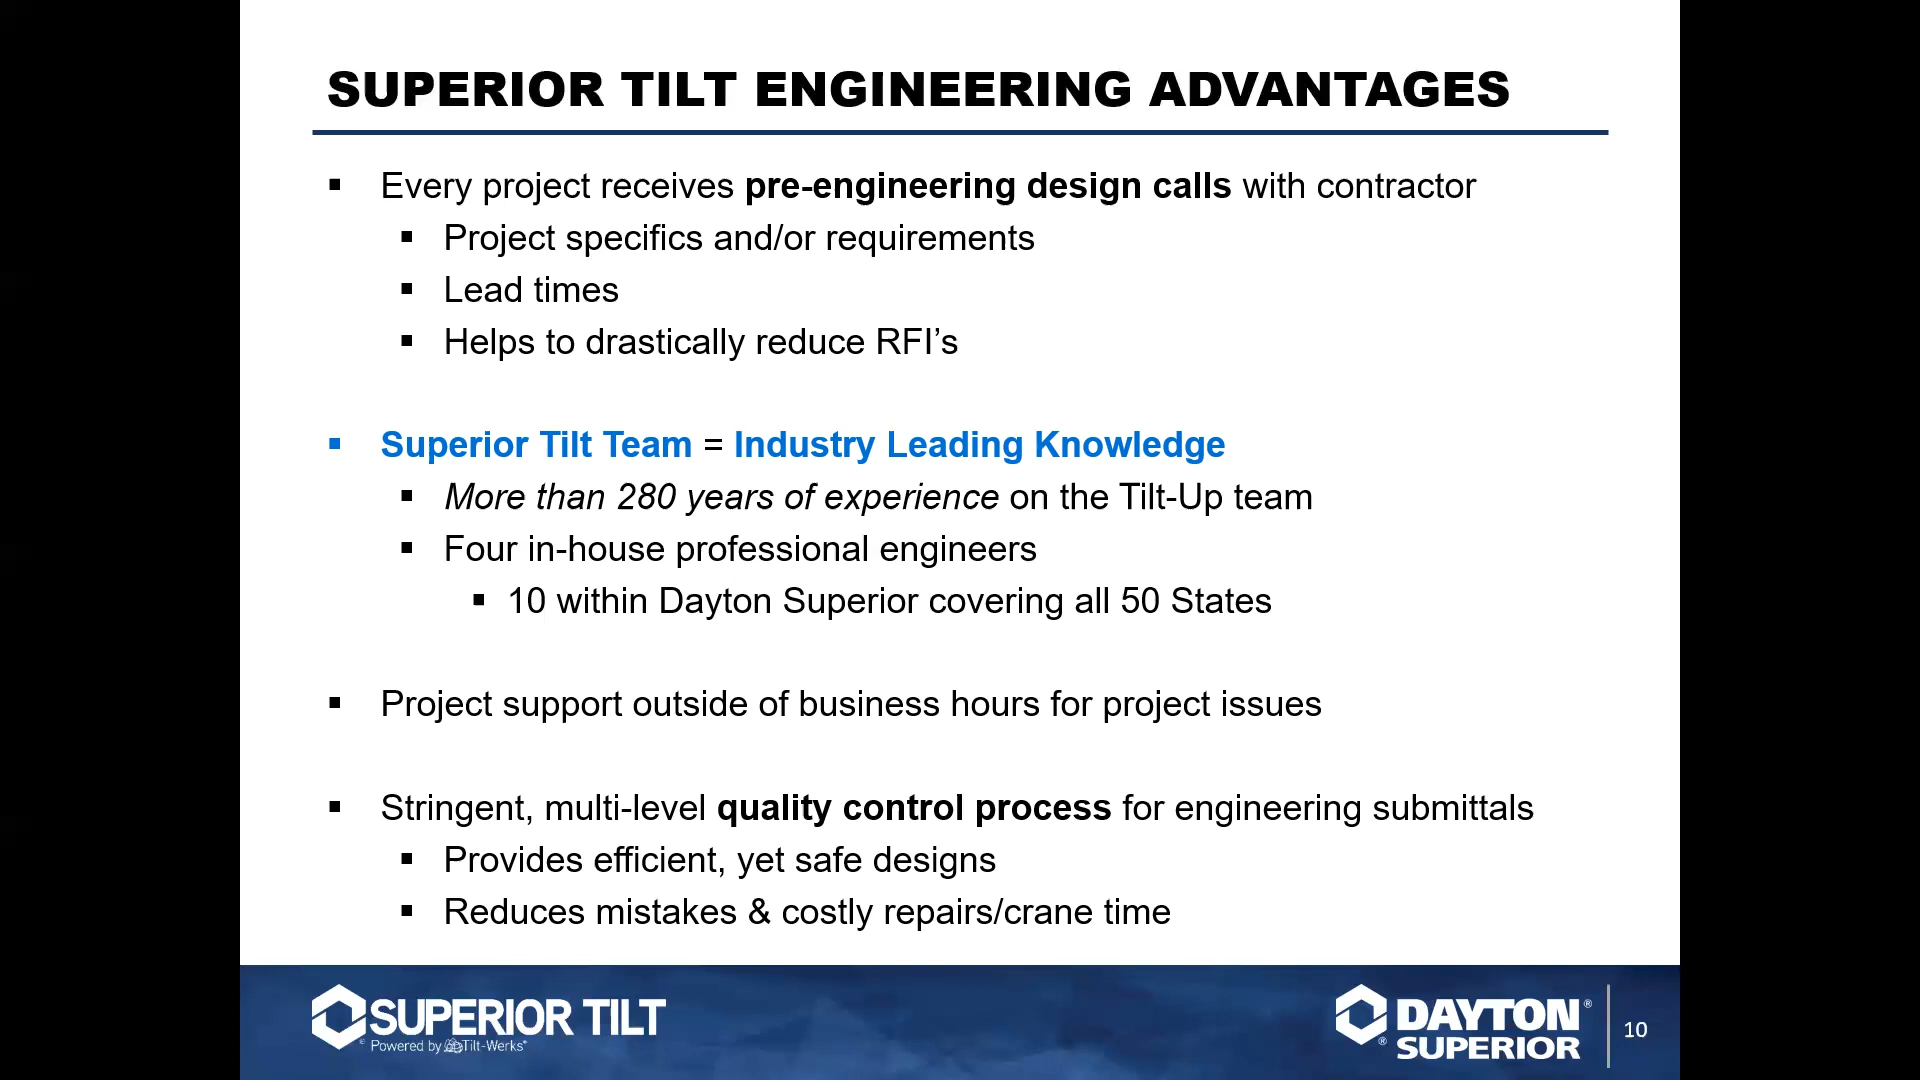 SUPERIOR TILT ENGINEERING ADVANTAGES
Every project receives pre-engineering design calls with contractor
Project specifics and/or requirements
Lead times
Helps to drastically reduce RFI’s
Superior Tilt Team = Industry Leading Knowledge
More than 280 years of experience on the Tilt-Up team
Four in-house professional engineers
10 within Dayton Superior covering all 50 States
Project support outside of business hours for project issues
Stringent, multi-level quality control process for engineering submittals
Provides efficient, yet safe designs
Reduces mistakes & costly repairs/crane time
SUPERIOR TILT
Powered by Tilt-Werks
DAYTON®
SUPERIOR
10